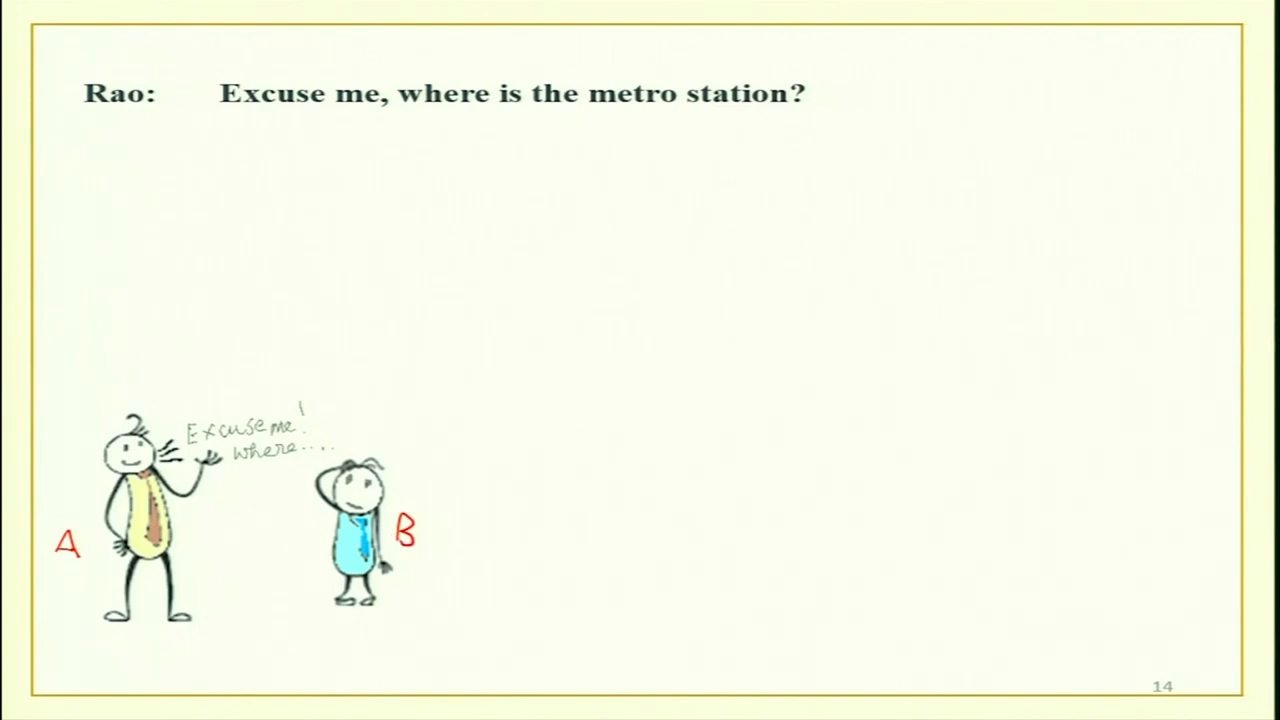 Rao: Excuse me, where is the metro station?
Excuse me!
where....
A
B
14